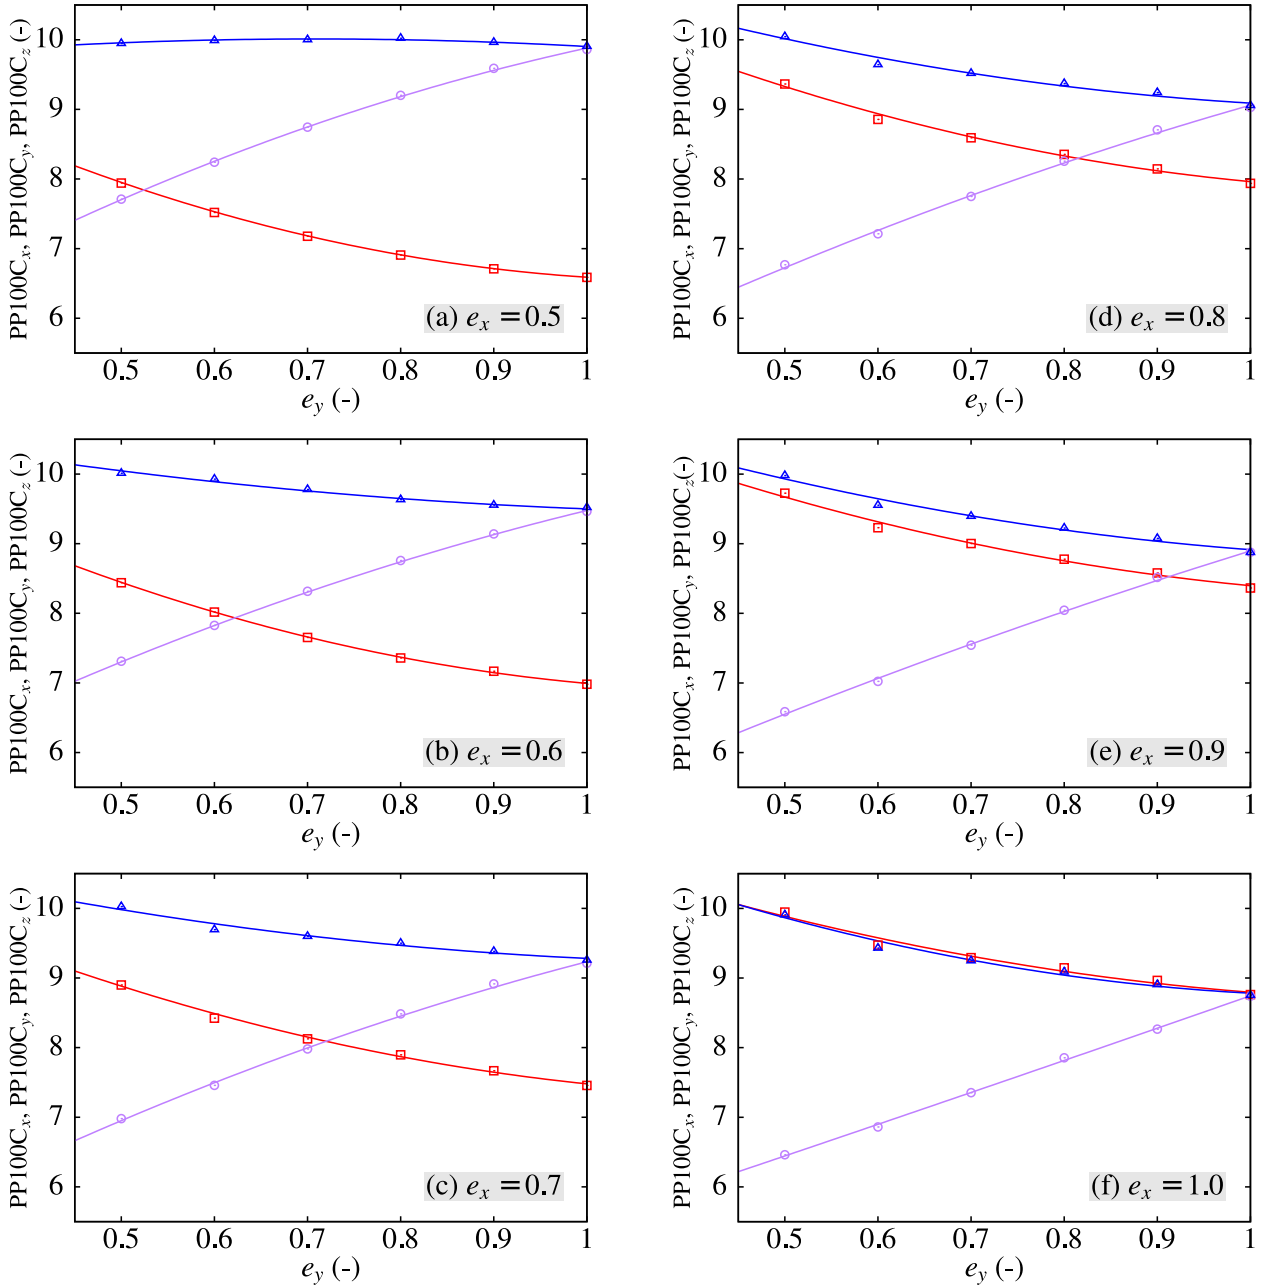 PP100Cx, PP100Cy, PP100Cz (-)
10
9
8
7
6
(a) ex = 0.5
0.5 0.6 0.7 0.8 0.9 1
ey (-)
PP100Cx, PP100Cy, PP100Cz (-)
10
9
8
7
6
(d) ex = 0.8
0.5 0.6 0.7 0.8 0.9 1
ey (-)
PP100Cx, PP100Cy, PP100Cz (-)
10
9
8
7
6
(b) ex = 0.6
0.5 0.6 0.7 0.8 0.9 1
ey (-)
PP100Cx, PP100Cy, PP100Cz(-)
10
9
8
7
6
(e) ex = 0.9
0.5 0.6 0.7 0.8 0.9 1
ey (-)
PP100Cx, PP100Cy, PP100Cz (-)
10
9
8
7
6
(c) ex = 0.7
0.5 0.6 0.7 0.8 0.9 1
ey (-)
PP100Cx, PP100Cy, PP100Cz (-)
10
9
8
7
6
(f) ex = 1.0
0.5 0.6 0.7 0.8 0.9 1
ey (-)